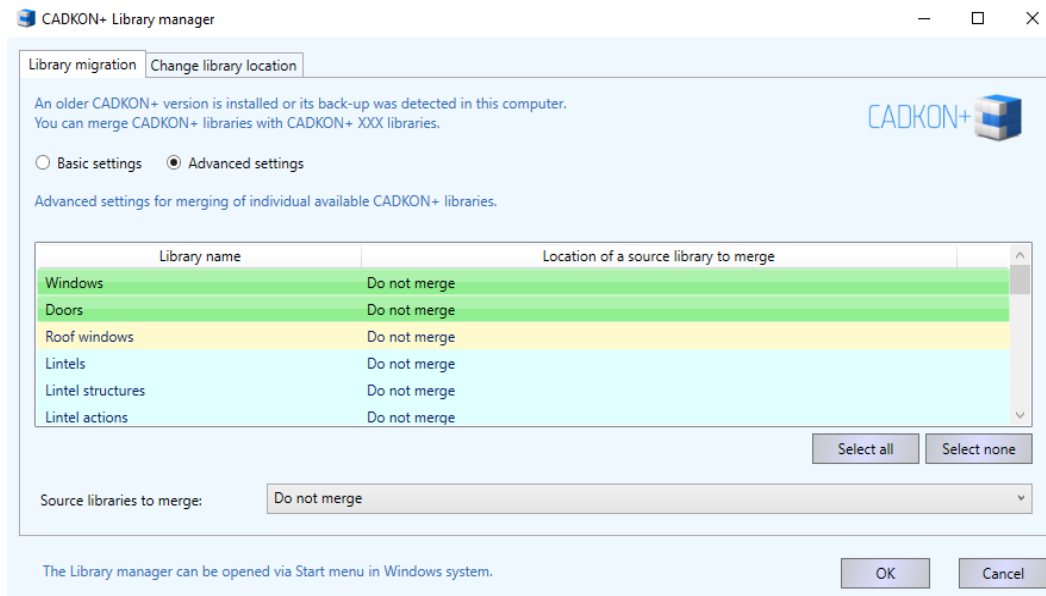 CADKON+ Library manager
Library migration
Change library location
An older CADKON+ version is installed or its back-up was detected in this computer.
You can merge CADKON+ libraries with CADKON+ XXX libraries.
CADKON+
Basic settings
Advanced settings
Advanced settings for merging of individual available CADKON+ libraries.
Library name Location of a source library to merge
Windows Do not merge
Doors Do not merge
Roof windows Do not merge
Lintels Do not merge
Lintel structures Do not merge
Lintel actions Do not merge
Select all
Select none
Source libraries to merge: Do not merge
The Library manager can be opened via Start menu in Windows system.
OK
Cancel